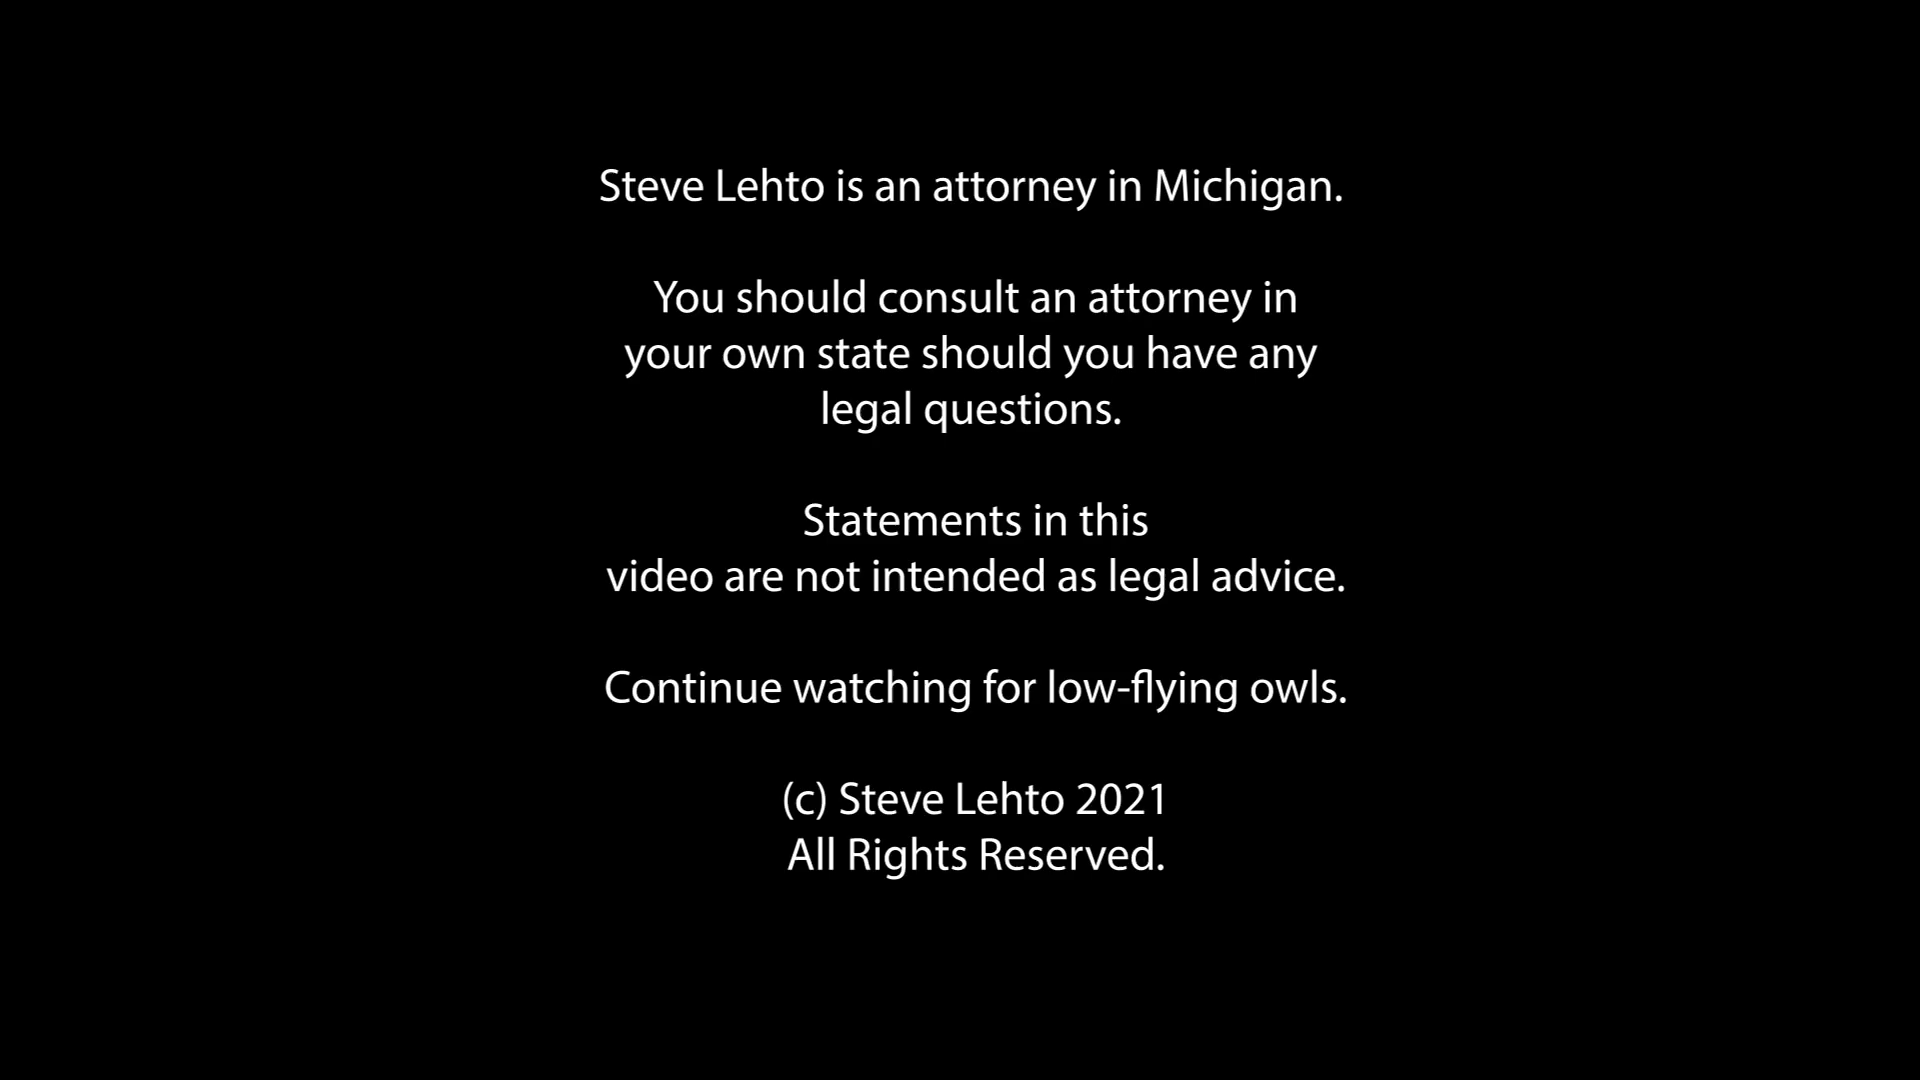 Steve Lehto is an attorney in Michigan.
You should consult an attorney in
your own state should you have any
legal questions.
Statements in this
video are not intended as legal advice.
Continue watching for low-flying owls.
(c) Steve Lehto 2021
All Rights Reserved.